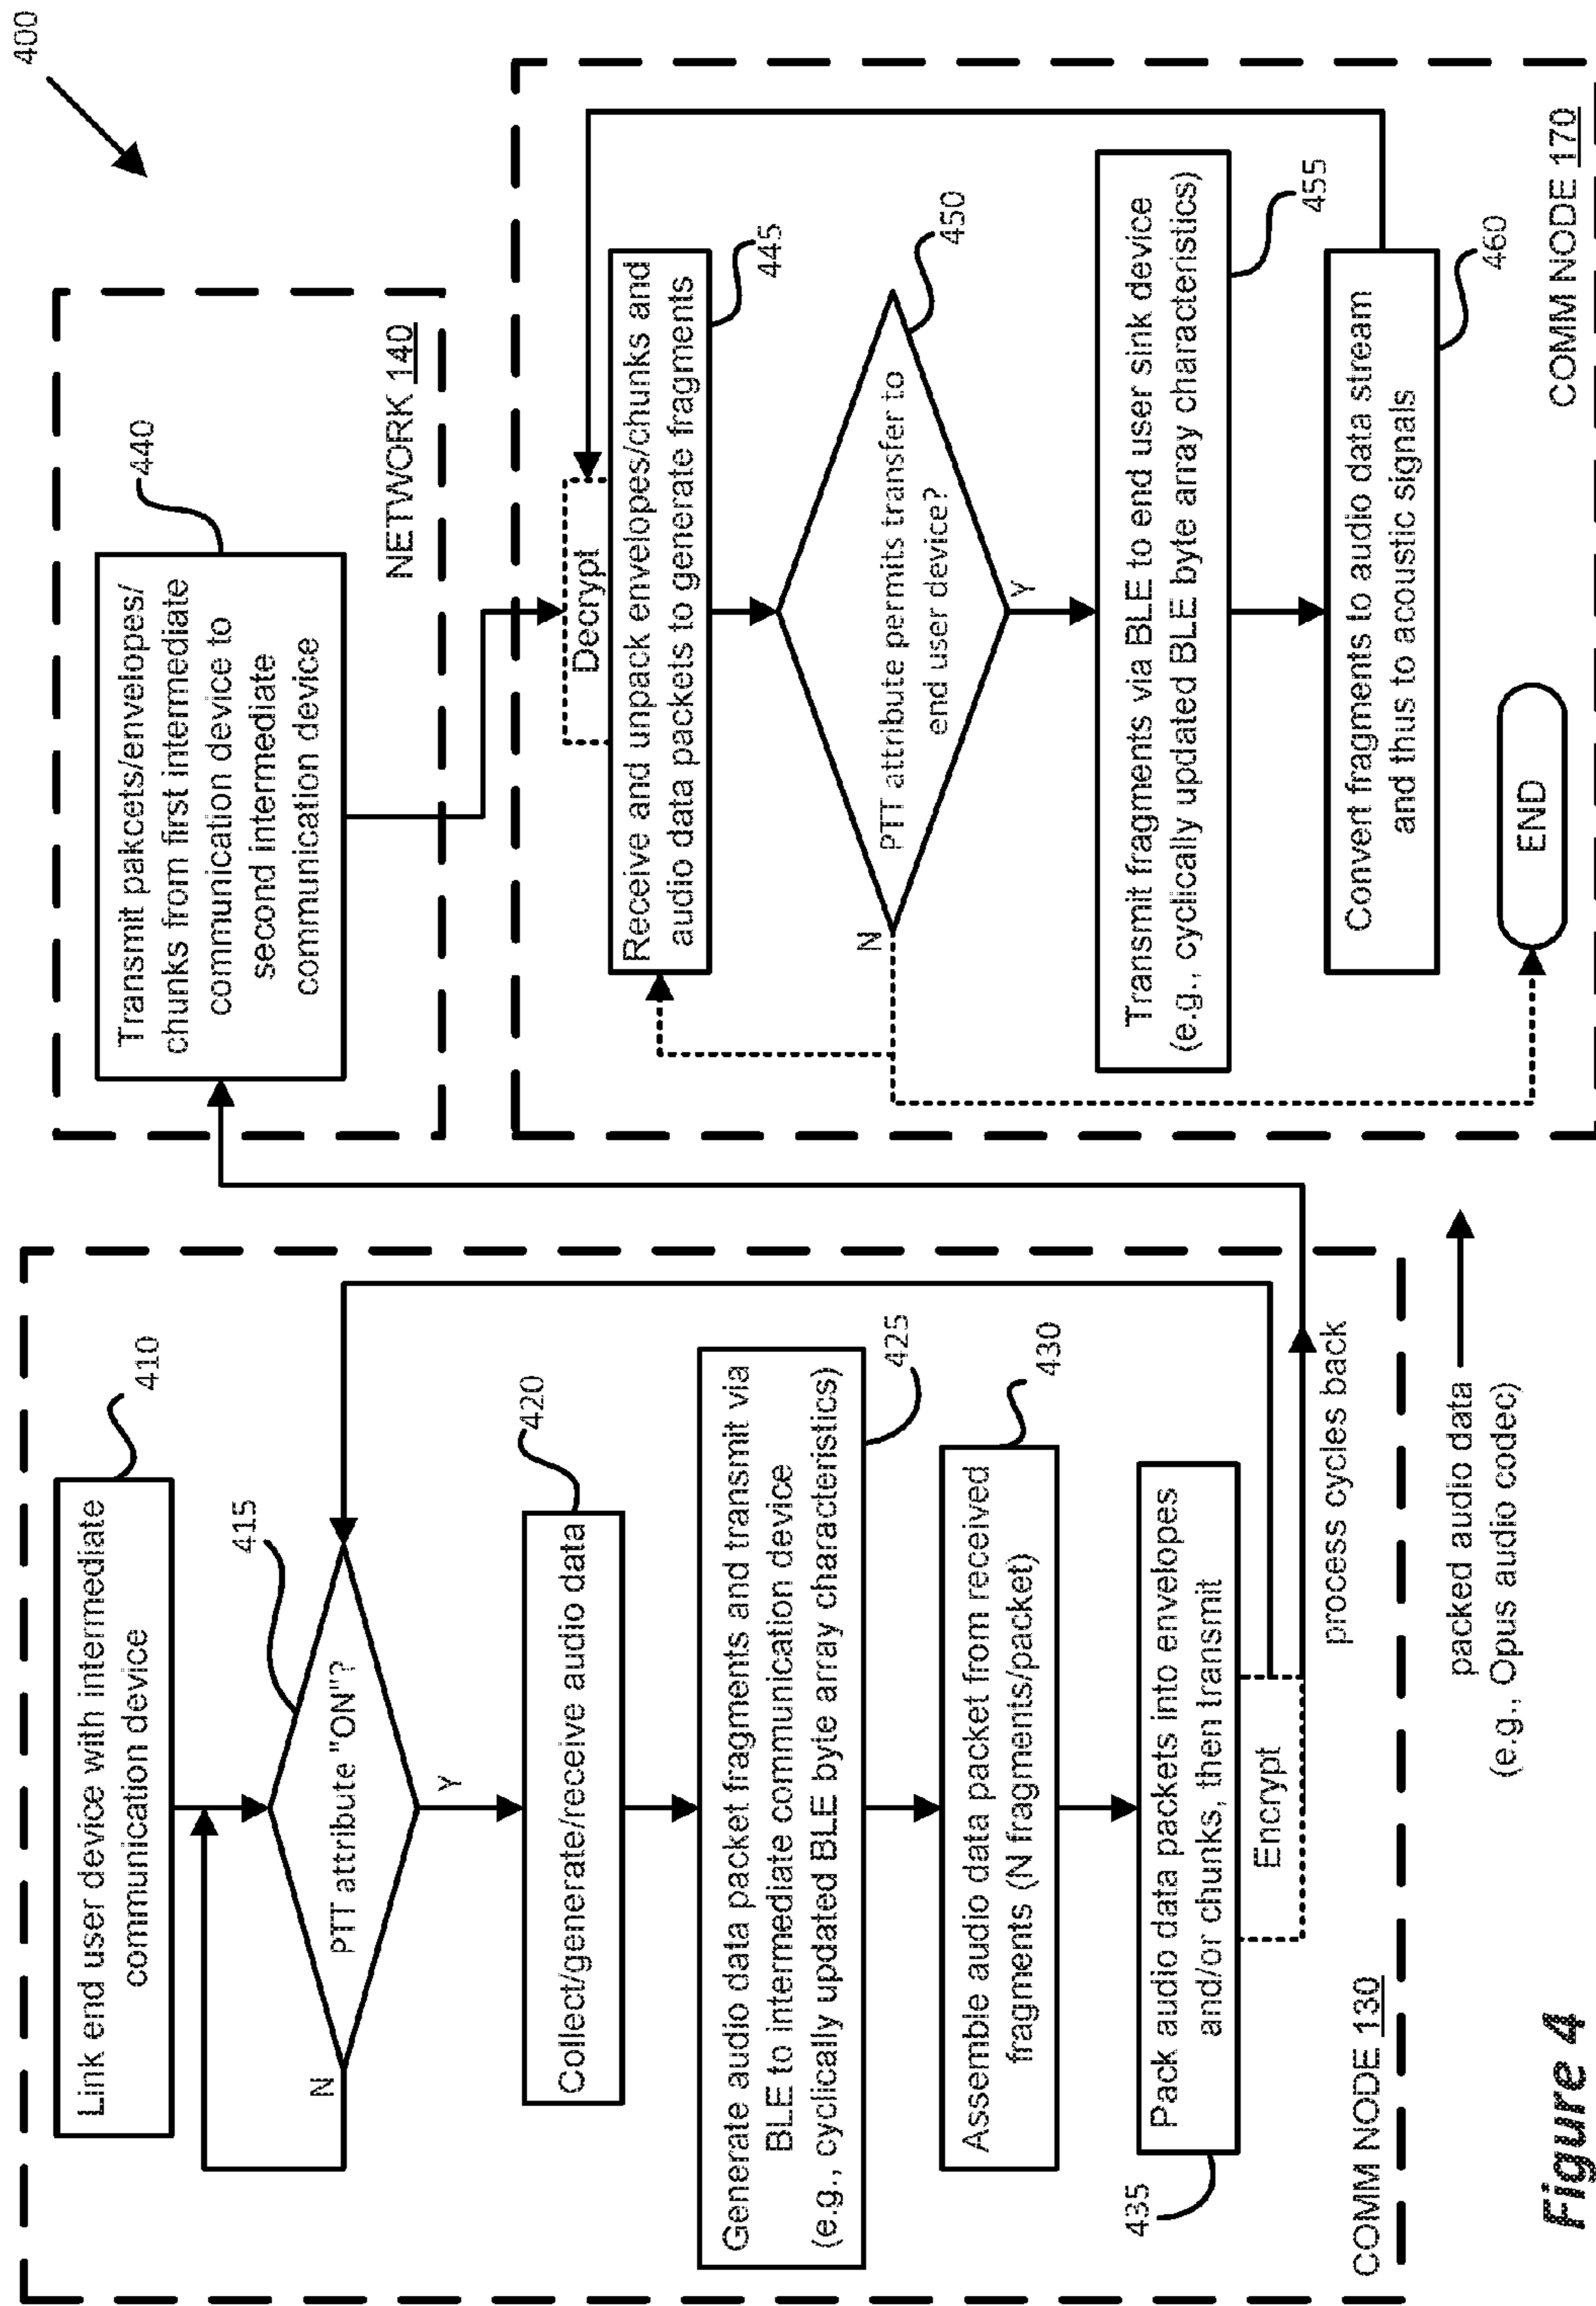 400
Link end user device with intermediate
communication device
410
PTT attribute "ON"?
415
N
Y
Collect/generate/receive audio data
420
Generate audio data packet fragments and transmit via
BLE to intermediate communication device
(e.g., cyclically updated BLE byte array characteristics)
425
Assemble audio data packet from received
fragments (N fragments/packet)
430
Pack audio data packets into envelopes
and/or chunks, then transmit
435
Encrypt
process cycles back
COMM NODE 130
packed audio data
(e.g., Opus audio codec)
Transmit pakcets/envelopes/
chunks from first intermediate
communication device to
second intermediate
communication device
440
NETWORK 140
Decrypt
Receive and unpack envelopes/chunks and
audio data packets to generate fragments
445
PTT attribute permits transfer to
end user device?
450
N
Y
Transmit fragments via BLE to end user sink device
(e.g., cyclically updated BLE byte array characteristics)
455
Convert fragments to audio data stream
and thus to acoustic signals
460
END
COMM NODE 170
Figure 4